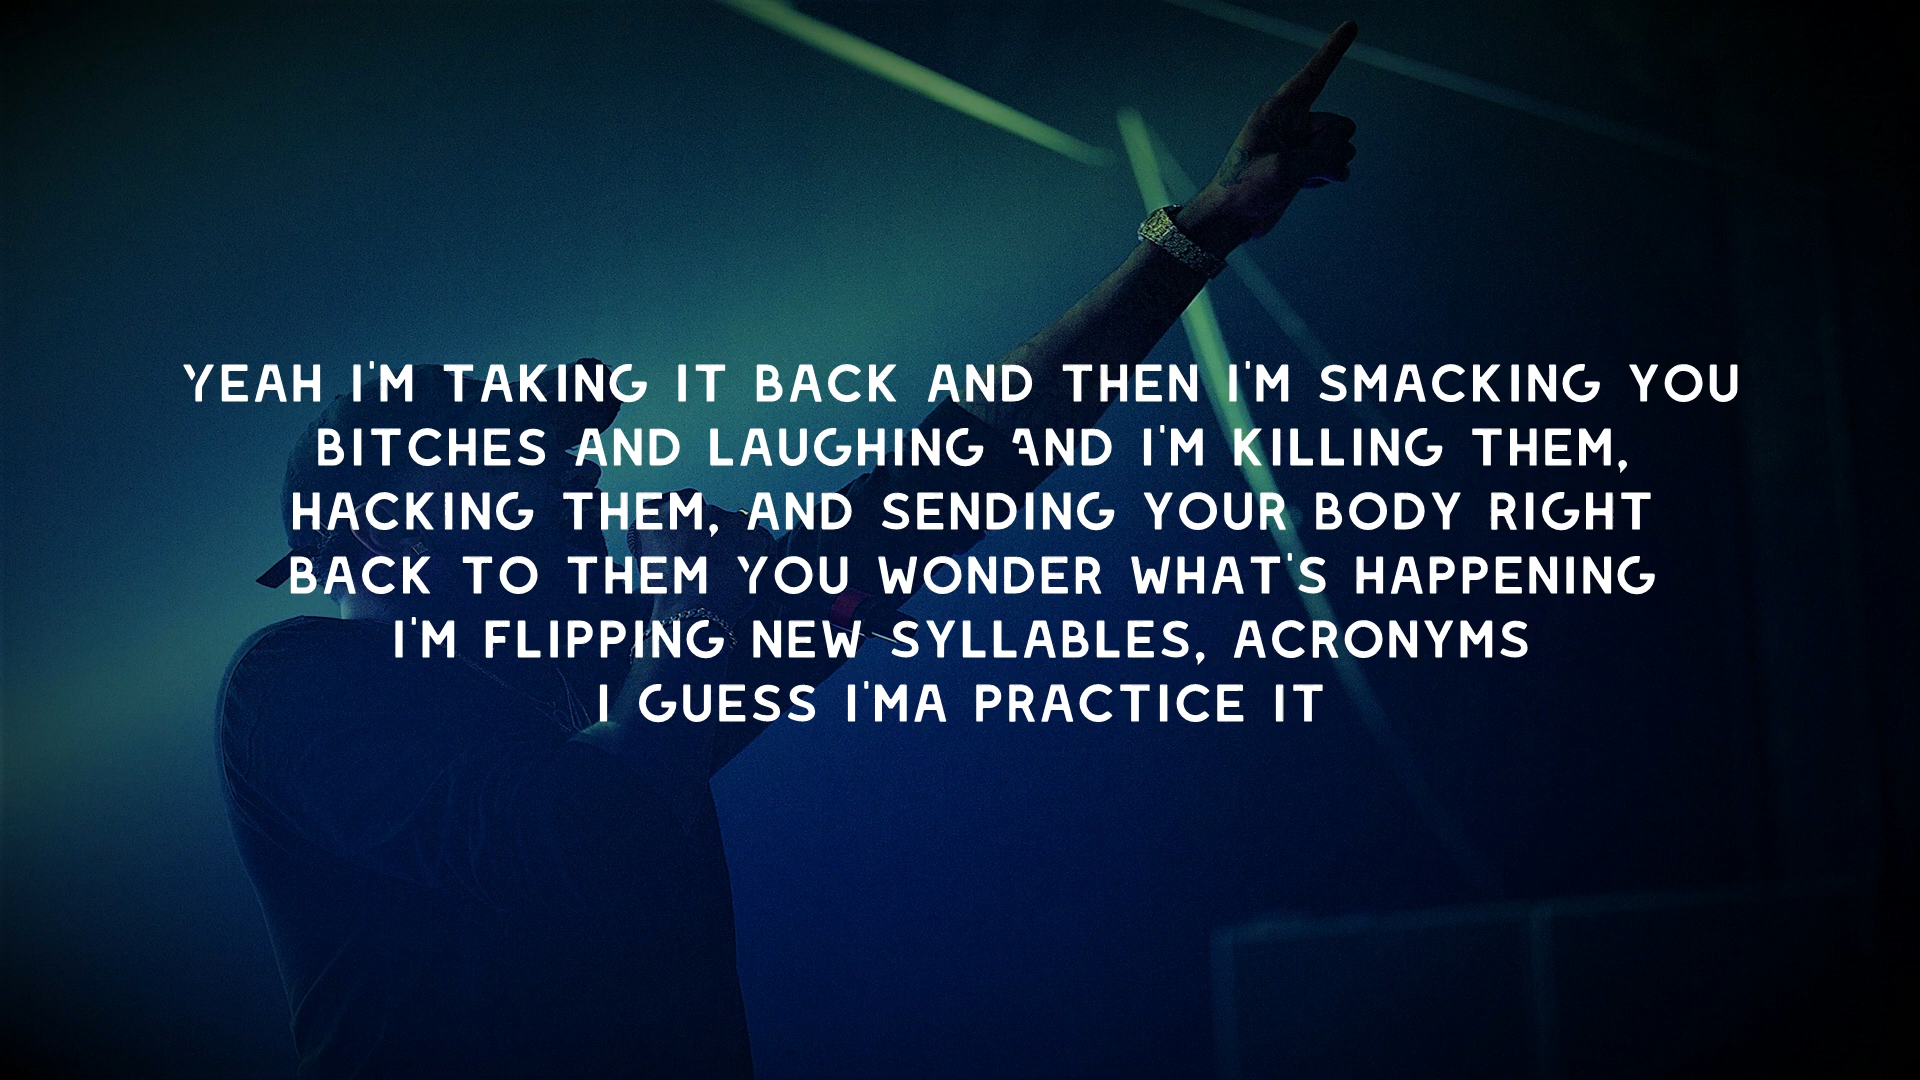 YEAH I'M TAKING IT BACK AND THEN I'M SMACKING YOU
BITCHES AND LAUGHING AND I'M KILLING THEM,
HACKING THEM, AND SENDING YOUR BODY RIGHT
BACK TO THEM YOU WONDER WHAT'S HAPPENING
I'M FLIPPING NEW SYLLABLES, ACRONYMS
I GUESS I'MA PRACTICE IT